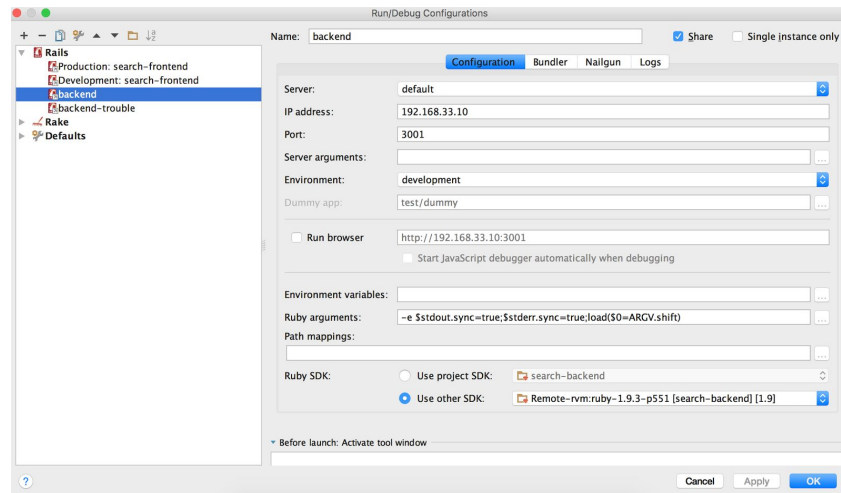 Run/Debug Configurations
Name: backend Share Single instance only
Rails
Production: search-frontend
Development: search-frontend
backend
backend-trouble
Rake
Defaults
Configuration Bundler Nailgun Logs
Server: default
IP address: 192.168.33.10
Port: 3001
Server arguments:
Environment: development
Dummy app: test/dummy
Run browser http://192.168.33.10:3001
Start JavaScript debugger automatically when debugging
Environment variables:
Ruby arguments: -e $stdout.sync=true;$stderr.sync=true;load($0=ARGV.shift)
Path mappings:
Ruby SDK: Use project SDK: search-backend
Use other SDK: Remote-rvm:ruby-1.9.3-p551 [search-backend] [1.9]
Before launch: Activate tool window
? Cancel Apply OK